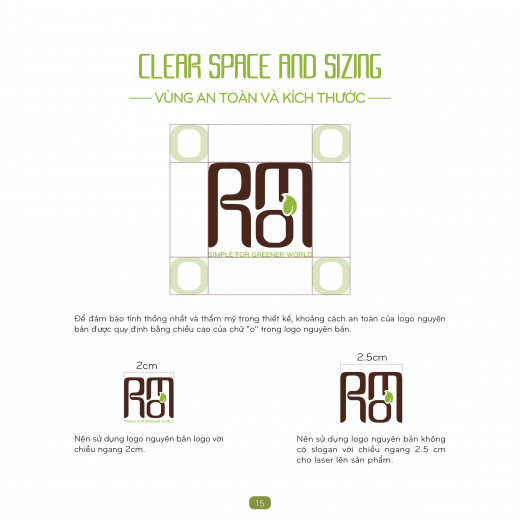 CLEAR SPACE AND SIZING
VÙNG AN TOÀN VÀ KÍCH THƯỚC
SIMPLE FOR GREENER WORLD
Để đảm bảo tính thống nhất và thẩm mỹ trong thiết kế, khoảng cách an toàn của logo nguyên
bản được quy định bằng chiều cao của chữ "o" trong logo nguyên bản.
2cm
SIMPLE FOR GREENER WORLD
Nên sử dụng logo nguyên bản logo với
chiều ngang 2cm.
2.5cm
Nên sử dụng logo nguyên bản không
có slogan với chiều ngang 2.5 cm
cho laser lên sản phẩm.
15